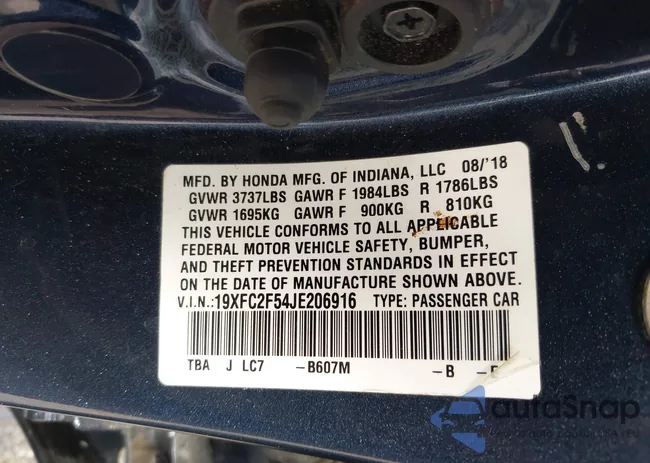 MFD. BY HONDA MFG. OF INDIANA, LLC 08/'18
GVWR 3737LBS GAWR F 1984LBS R 1786LBS
GVWR 1695KG GAWR F 900KG R 810KG
THIS VEHICLE CONFORMS TO ALL APPLICABLE
FEDERAL MOTOR VEHICLE SAFETY, BUMPER,
AND THEFT PREVENTION STANDARDS IN EFFECT
ON THE DATE OF MANUFACTURE SHOWN ABOVE.
V.I.N.:19XFC2F54JE206916 TYPE: PASSENGER CAR
TBA J LC7 -B607M -B -
autoSnap